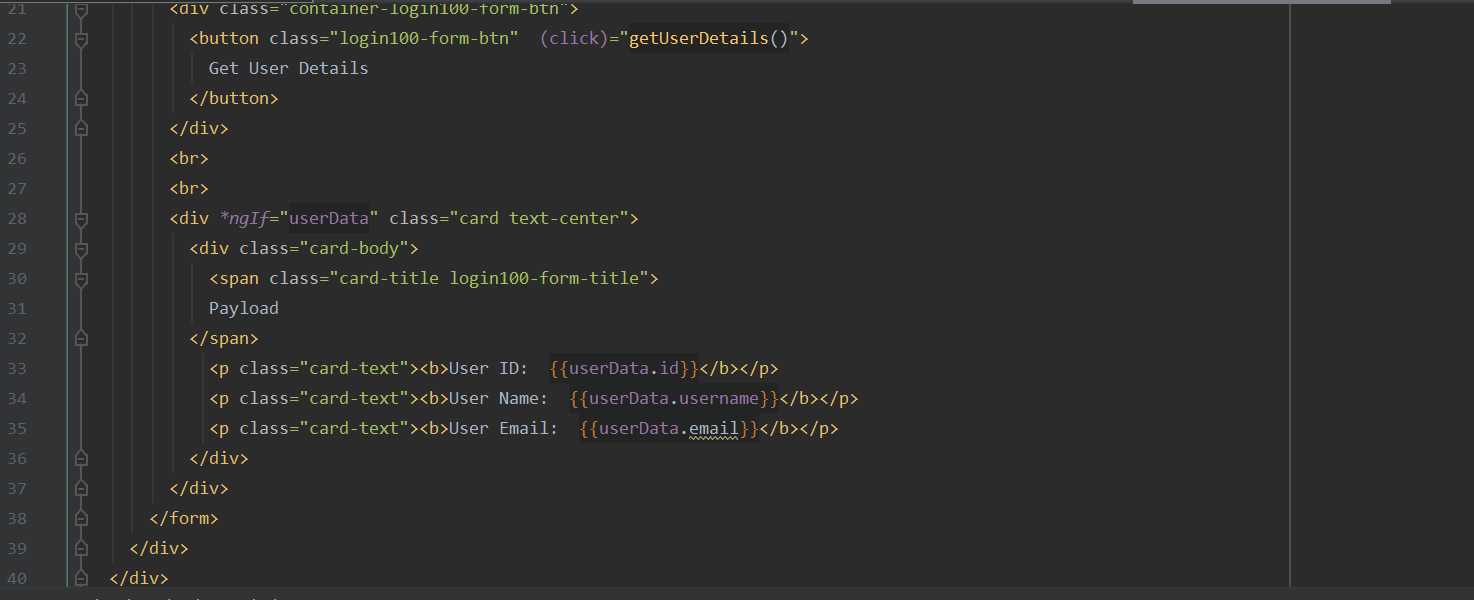 21 <div class="container-login100-form-btn">
22 <button class="login100-form-btn"  (click)="getUserDetails()">
23 Get User Details
24 </button>
25 </div>
26 <br>
27 <br>
28 <div *ngIf="userData" class="card text-center">
29 <div class="card-body">
30 <span class="card-title login100-form-title">
31 Payload
32 </span>
33 <p class="card-text"><b>User ID:  {{userData.id}}</b></p>
34 <p class="card-text"><b>User Name:  {{userData.username}}</b></p>
35 <p class="card-text"><b>User Email:  {{userData.email}}</b></p>
36 </div>
37 </div>
38 </form>
39 </div>
40 </div>